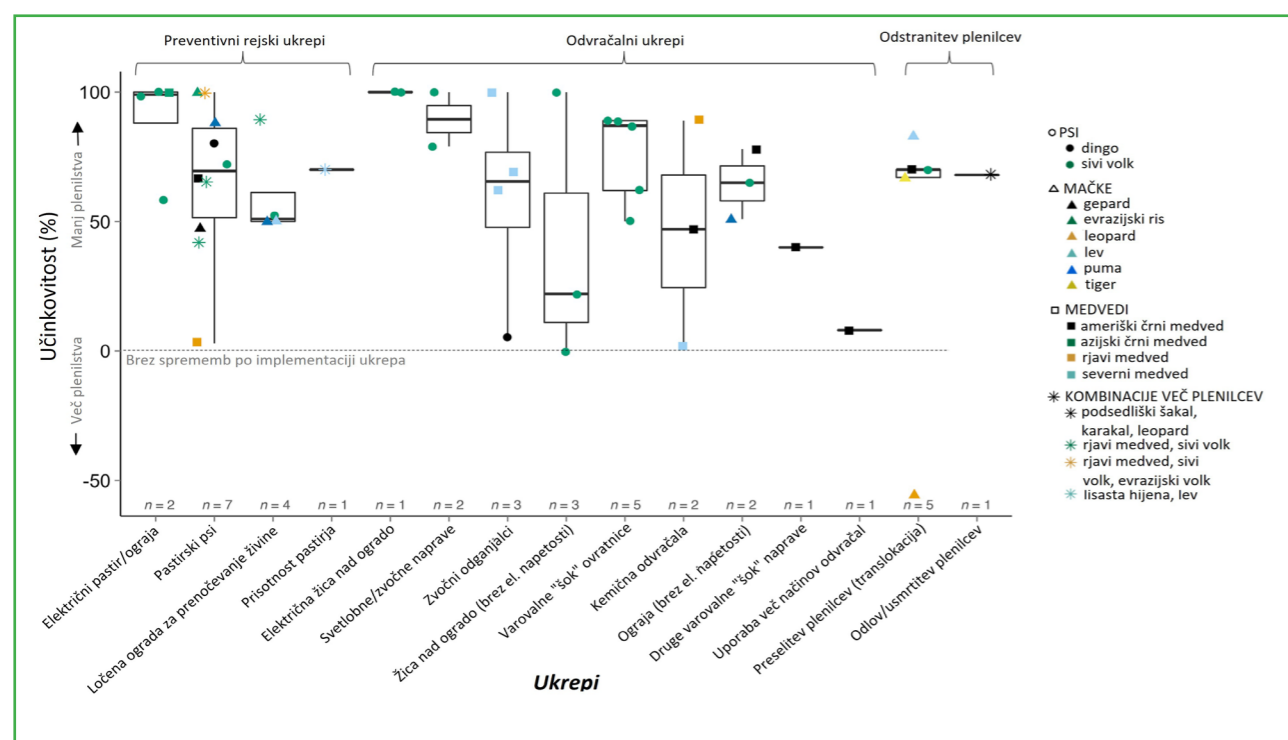 Preventivni rejski ukrepi
Odvračalni ukrepi
Odstranitev plenilcev
Učinkovitost (%)
Manj plenilstva
Več plenilstva
100
50
0
-50
Brez sprememb po implementaciji ukrepa
n = 2
n = 7
n = 4
n = 1
n = 1
n = 2
n = 3
n = 3
n = 5
n = 2
n = 2
n = 1
n = 1
n = 5
n = 1
Električni pastir/ograja
Pastirski psi
Ločena ograda za prenočevanje živine
Prisotnost pastirja
Električna žica nad ogrado
Svetlobne/zvočne naprave
Zvočni odganjalci
Žica nad ogrado (brez el. napetosti)
Varovalne "šok" ovratnice
Kemična odvračala
Ograja (brez el. napetosti)
Druge varovalne "šok" naprave
Uporaba več načinov odvračal
Preselitev plenilcev (translokacija)
Odlov/usmrtitev plenilcev
Ukrepi
PSI
dingo
sivi volk
MAČKE
gepard
evrazijski ris
leopard
lev
puma
tiger
MEDVEDI
ameriški črni medved
azijski črni medved
rjavi medved
severni medved
KOMBINACIJE VEČ PLENILCEV
podsedliški šakal,
karakal, leopard
rjavi medved, sivi volk
rjavi medved, sivi
volk, evrazijski volk
lisasta hijena, lev